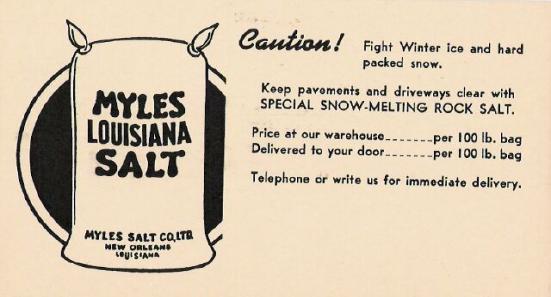 MYLES
LOUISIANA
SALT
MYLES SALT CO., LTD.
NEW ORLEANS
LOUISIANA
Caution! Fight Winter ice and hard
packed snow.
Keep pavements and driveways clear with
SPECIAL SNOW-MELTING ROCK SALT.
Price at our warehouse_______per 100 lb. bag
Delivered to your door_______per 100 lb. bag
Telephone or write us for immediate delivery.